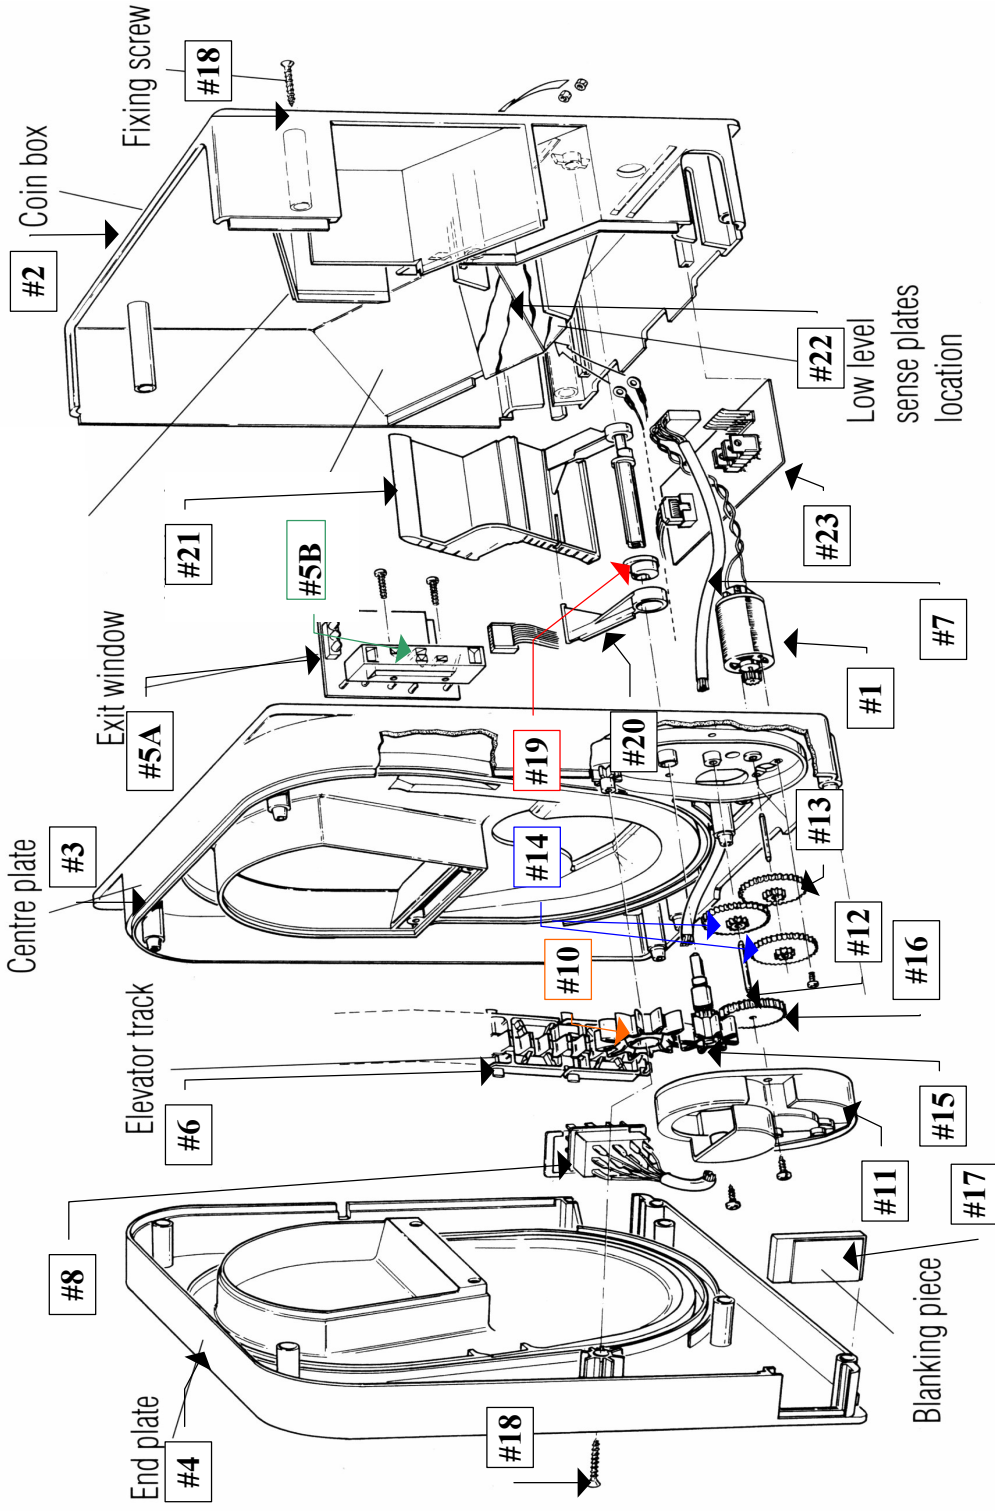 Fixing screw
#18
Coin box
#2
#22
Low level
sense plates
location
#21
#5B
#23
Exit window
#5A
#7
#1
#19
#20
Centre plate
#3
#14
#13
#12
#10
#16
Elevator track
#6
#15
#8
#11
#17
Blanking piece
End plate
#4
#18